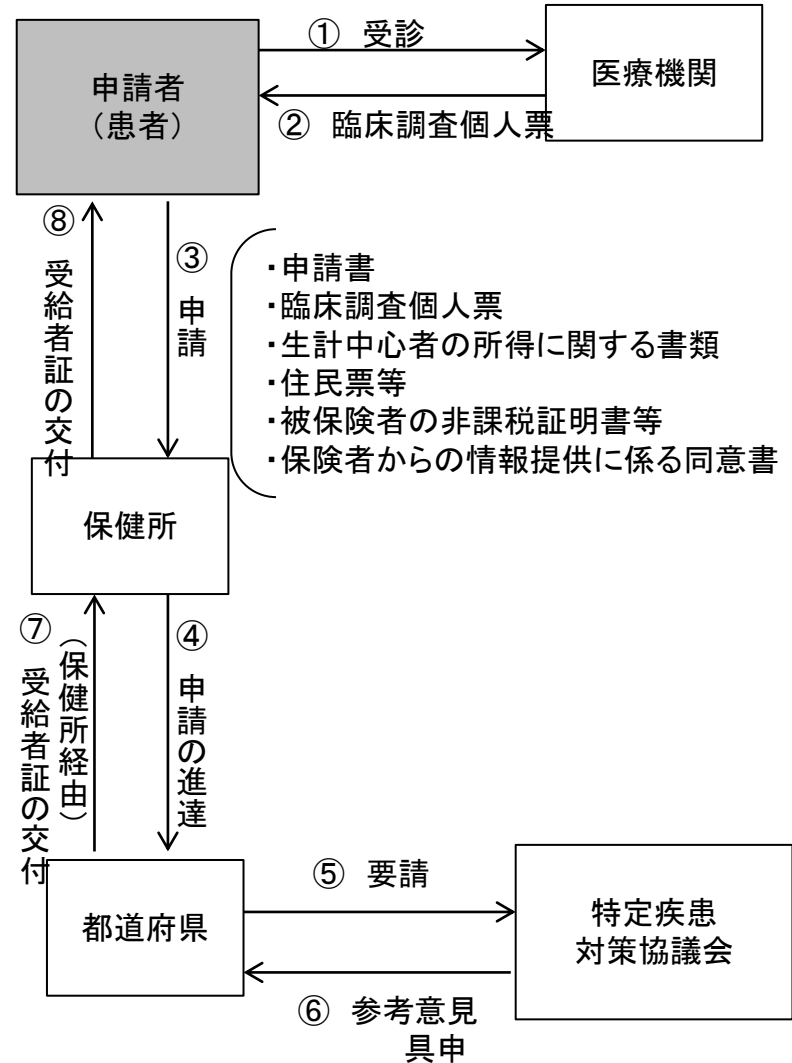 ① 受診
申請者
（患者）
医療機関
② 臨床調査個人票
⑧ 受給者証の交付
③ 申請
・申請書
・臨床調査個人票
・生計中心者の所得に関する書類
・住民票等
・被保険者の非課税証明書等
・保険者からの情報提供に係る同意書
保健所
⑦ 受給者証の交付
（保健所経由）
④ 申請の進達
⑤ 要請
都道府県
特定疾患
対策協議会
⑥ 参考意見
具申